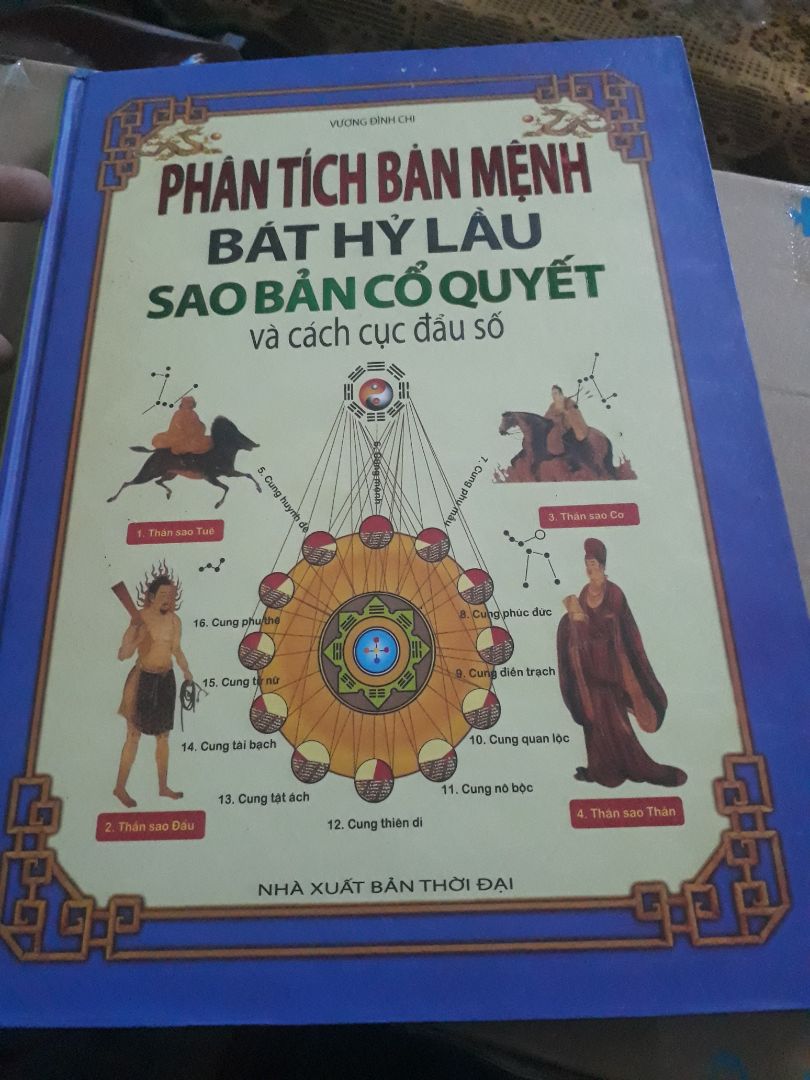 VƯƠNG ĐÌNH CHI
PHÂN TÍCH BẢN MỆNH
BÁT HỶ LẦU
SAO BẢN CỔ QUYẾT
và cách cục đẩu số
1. Thần sao Tuế
3. Thần sao Cơ
5. Cung huynh đệ
6. Cung mệnh
7. Cung phụ mẫu
16. Cung phu thê
8. Cung phúc đức
15. Cung tử nữ
9. Cung điền trạch
14. Cung tài bạch
10. Cung quan lộc
13. Cung tật ách
11. Cung nô bộc
12. Cung thiên di
2. Thần sao Đẩu
4. Thần sao Thần
NHÀ XUẤT BẢN THỜI ĐẠI